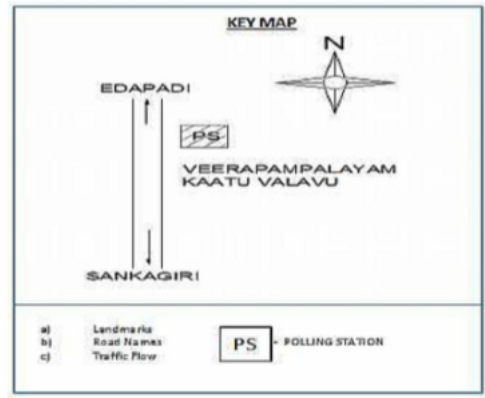 KEY MAP
N
EDAPADI
PS
VEERAPAMPALAYAM
KAATU VALAVU
SANKAGIRI
a) Landmarks
b) Road Names
c) Traffic Flow
PS - POLLING STATION